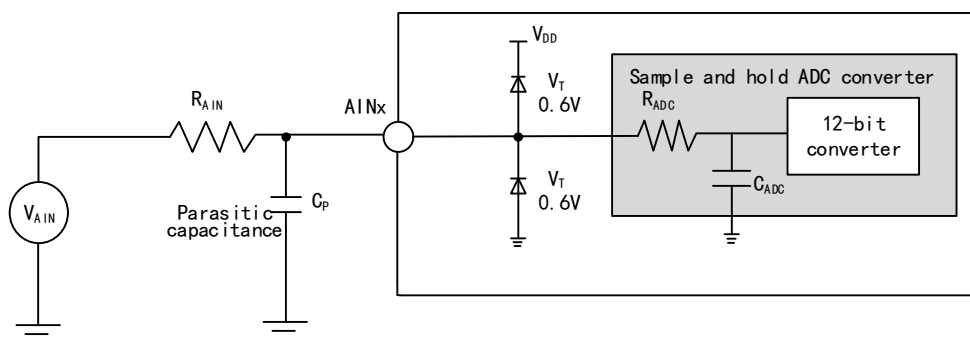 V_DD
Sample and hold ADC converter
V_T
0.6V
R_AIN
AINx
R_ADC
12-bit
converter
V_AIN
Parasitic
capacitance
C_P
V_T
0.6V
C_ADC